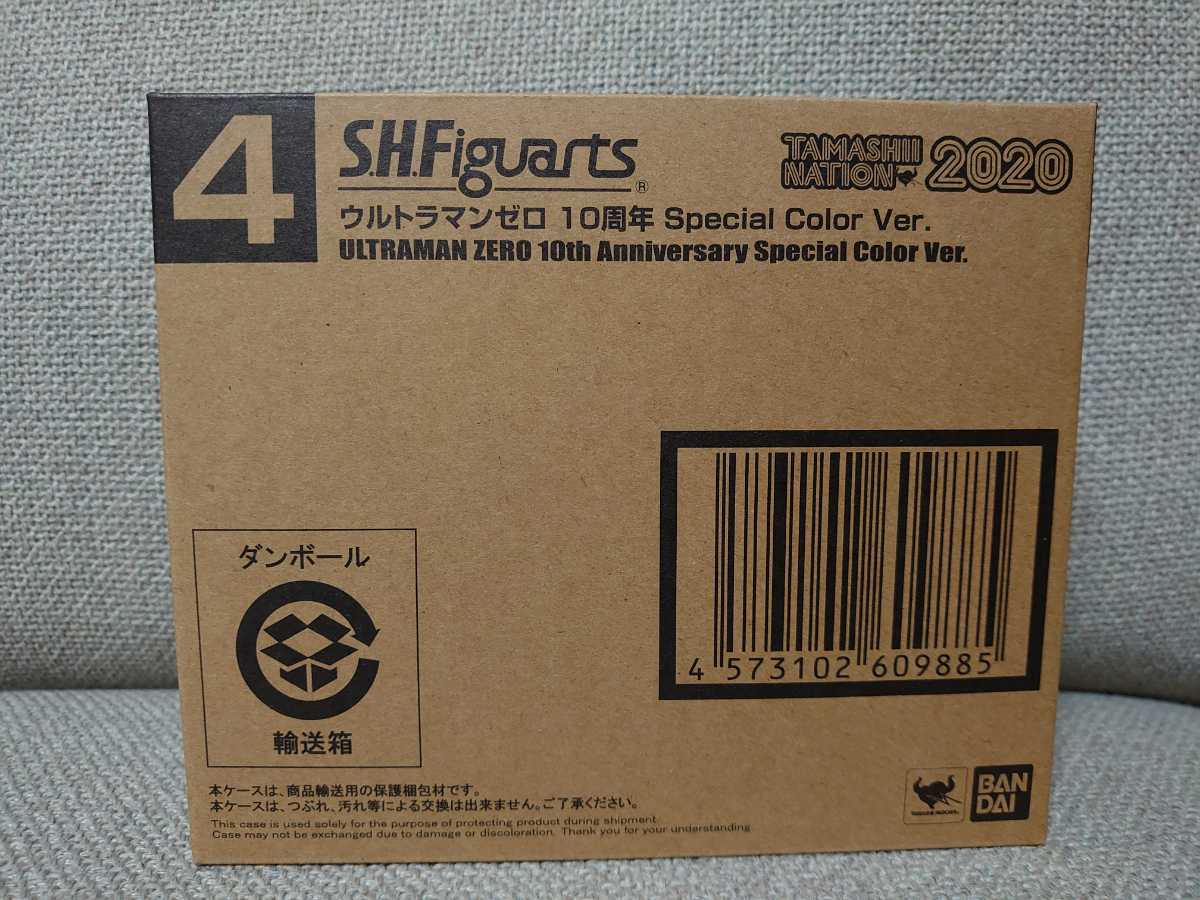 4
S.H.Figuarts®
TAMASHII
NATION 2020
ウルトラマンゼロ 10周年 Special Color Ver.
ULTRAMAN ZERO 10th Anniversary Special Color Ver.
ダンボール
輸送箱
4 573102 609885
本ケースは、商品輸送用の保護梱包材です。
本ケースは、つぶれ、汚れ等による交換は出来ません。ご了承ください。
This case is used solely for the purpose of protecting product during shipment.
Case may not be exchanged due to damage or discoloration. Thank you for your understanding.
TAMASHII NATIONS
BAN
DAI